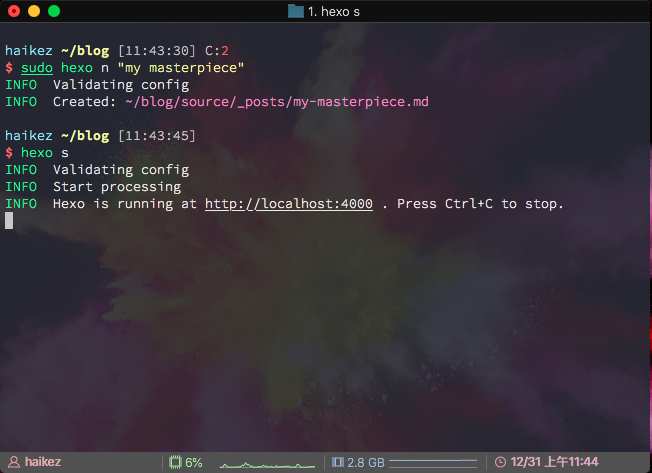 1. hexo s
haikez ~/blog [11:43:30] C:2
$ sudo hexo n "my masterpiece"
INFO  Validating config
INFO  Created: ~/blog/source/_posts/my-masterpiece.md
haikez ~/blog [11:43:45]
$ hexo s
INFO  Validating config
INFO  Start processing
INFO  Hexo is running at http://localhost:4000 . Press Ctrl+C to stop.
haikez 6% 2.8 GB 12/31 上午11:44